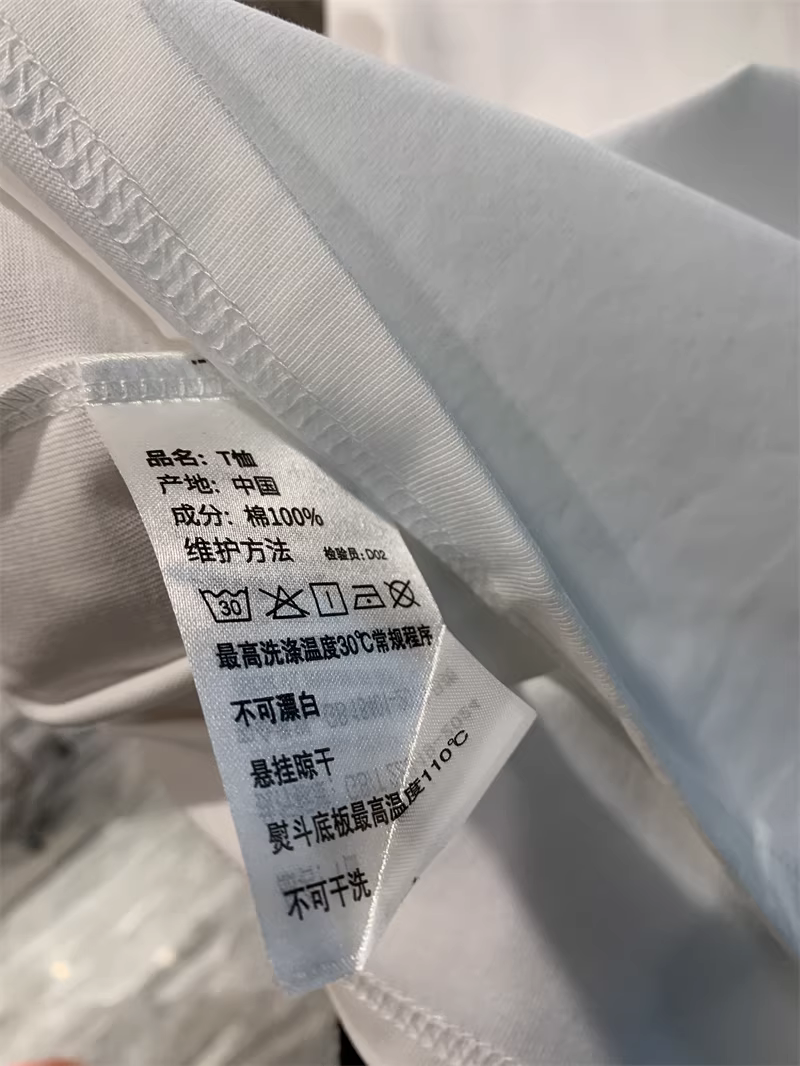 品名：T恤
产地：中国
成分：棉100%
维护方法 检验员：D02
30
最高洗涤温度30℃常规程序
不可漂白
悬挂晾干
熨斗底板最高温度110℃
不可干洗